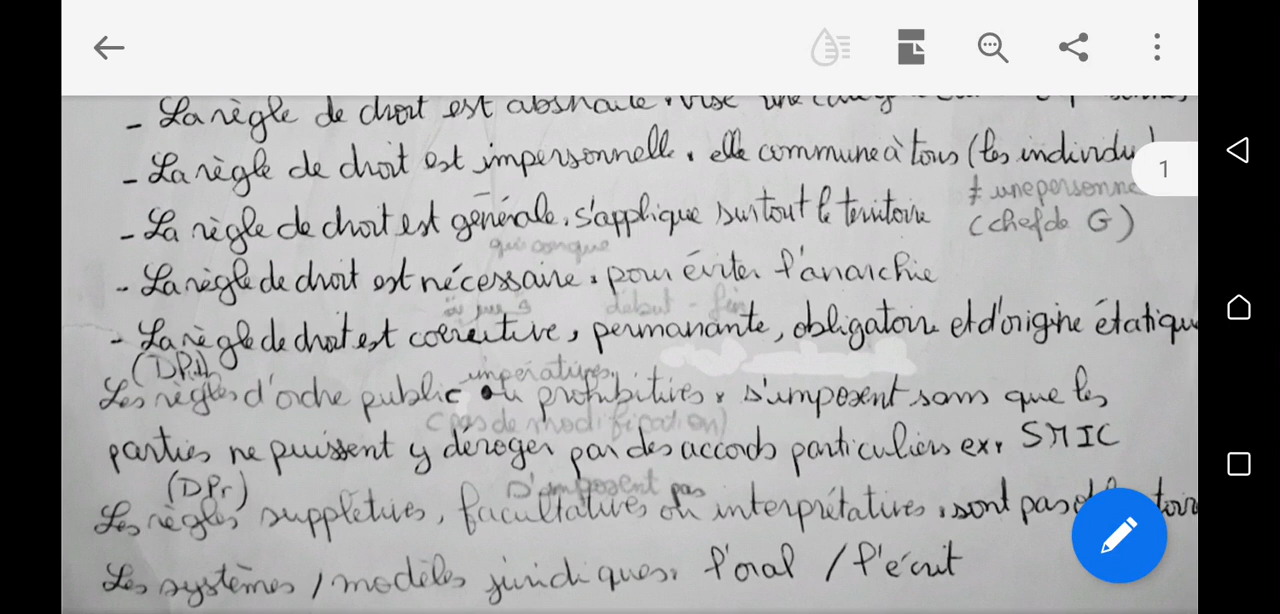 - La règle de droit est abstraite : vise une
- La règle de droit est impersonnelle : elle commune à tous (les individu
≠ une personne
- La règle de droit est générale : s'applique sur tout le territoire (chef de G)
quiconque
- La règle de droit est nécessaire : pour éviter l'anarchie
début - fin
- La règle de droit est coercitive, permanante, obligatoire et d'origine étatique
impératives
Les règles d'ordre public ou prohibitives : s'imposent sans que les
(pas de modification)
parties ne puissent y déroger par des accords particuliers ex : SMIC
(DPr) S'imposent pas
Les règles supplétives, facultatives ou interprétatives : sont pas
Les systèmes / modèles juridiques : l'oral / l'écrit
1